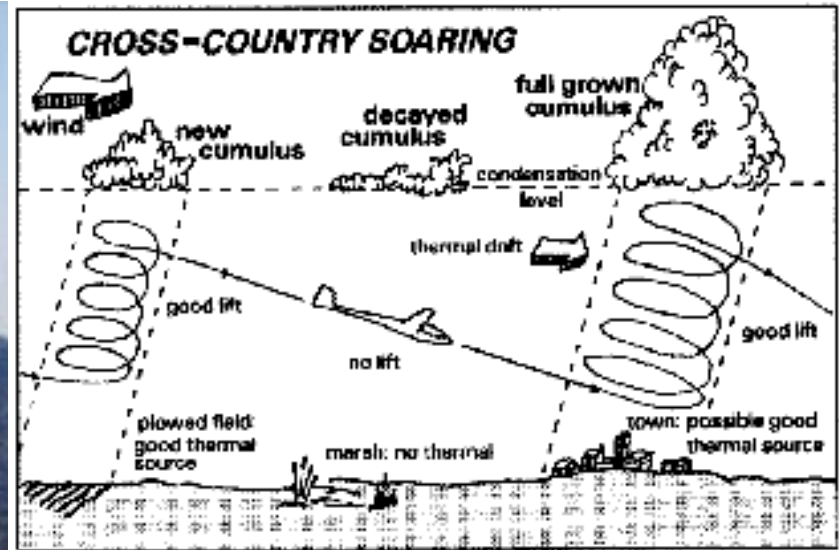 CROSS-COUNTRY SOARING
wind
new
cumulus
decayed
cumulus
full grown
cumulus
condensation
level
thermal drift
good lift
no lift
good lift
plowed field:
good thermal
source
marsh: no thermal
town: possible good
thermal source